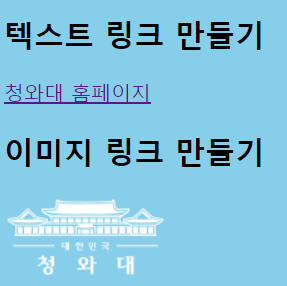 텍스트 링크 만들기
청와대 홈페이지
이미지 링크 만들기
대한민국
청와대